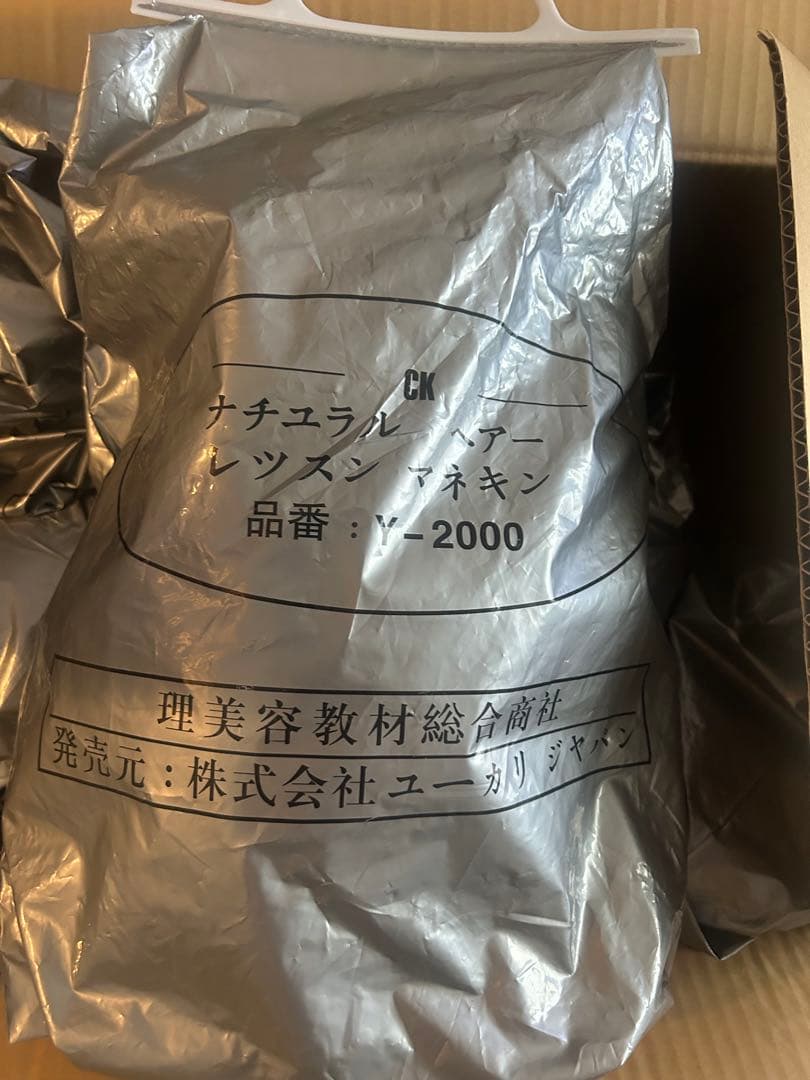 CK
ナチユラル ヘアー
レツスン マネキン
品番：Y-2000
理美容教材総合商社
発売元：株式会社ユーカリ ジヤパン